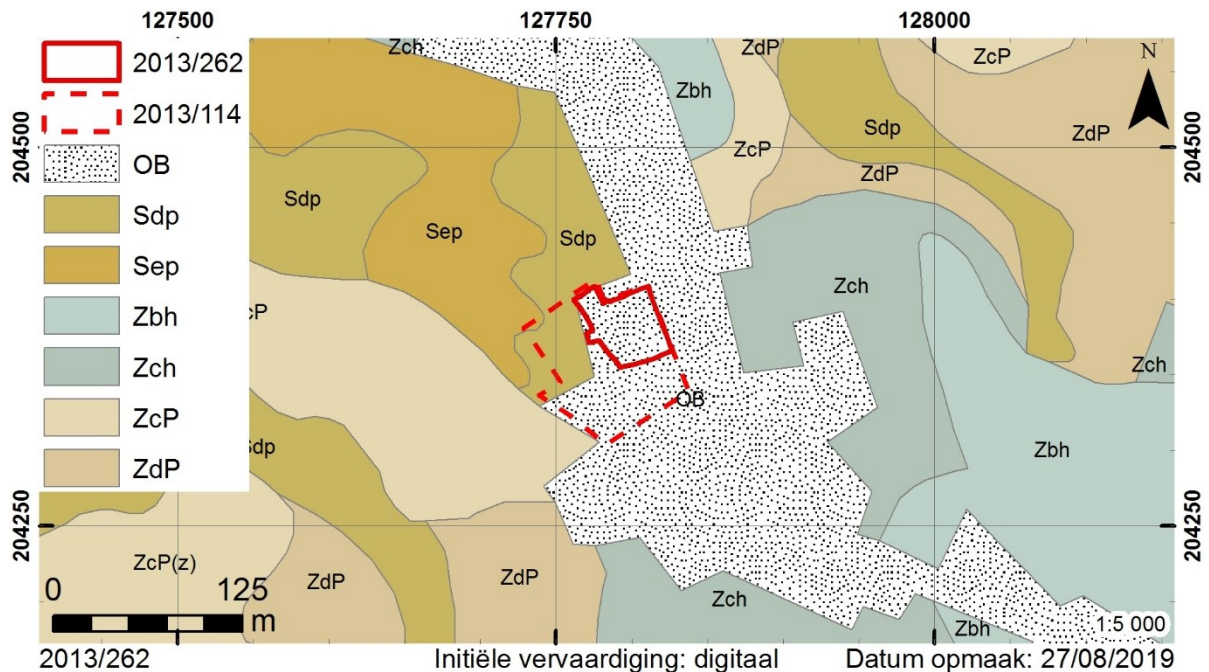 127500 127750 128000
2013/262
2013/114
OB
Sdp
Sep
Zbh
Zch
ZcP
ZdP
N
204500
204500
204250
204250
Zch
Zbh
ZdP
ZcP
Sdp
ZdP
ZcP
ZdP
Sdp
Sep
Sdp
Zch
cP
Zch
OB
Sdp
Zbh
ZcP(z)
ZdP
ZdP
Zch
Zbh
0 125
m
1:5 000
2013/262 Initiële vervaardiging: digitaal Datum opmaak: 27/08/2019